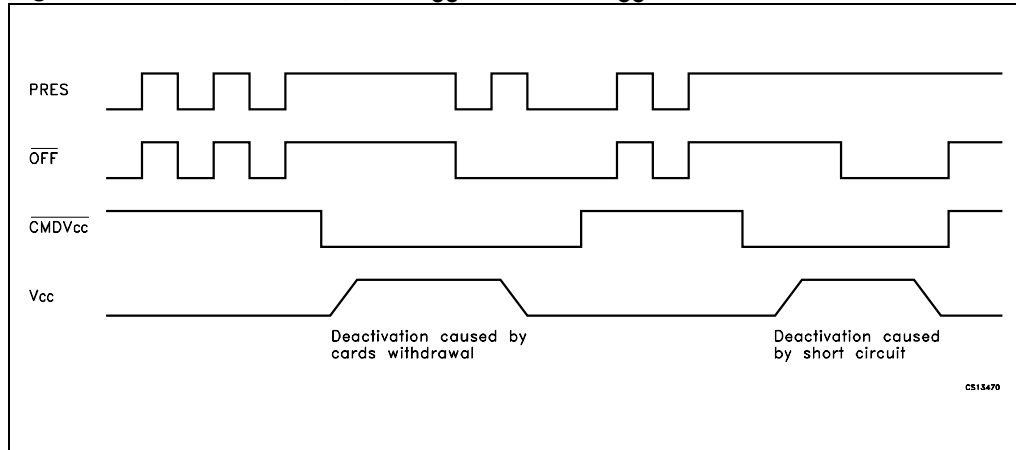 PRES
OFF
CMDVcc
Vcc
Deactivation caused by
cards withdrawal
Deactivation caused
by short circuit
CS13470